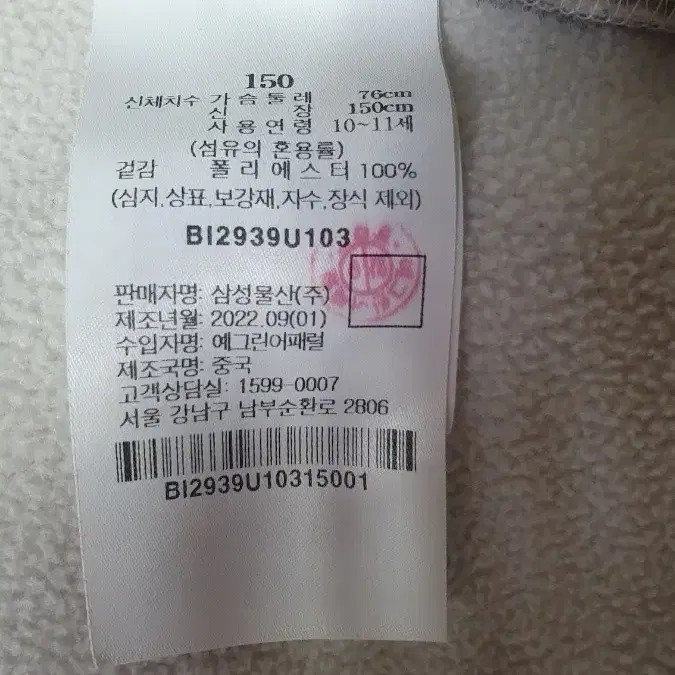 150
신체치수 가 슴 둘 레 76cm
신 장 150cm
사 용 연 령 10~11세
(섬유의 혼용률)
겉감 폴 리 에 스 터 100%
(심지,상표,보강재,자수,장식 제외)
BI2939U103
판매자명: 삼성물산(주)
제조년월: 2022.09(01)
수입자명: 예그린어패럴
제조국명: 중국
고객상담실: 1599-0007
서울 강남구 남부순환로 2806
BI2939U10315001